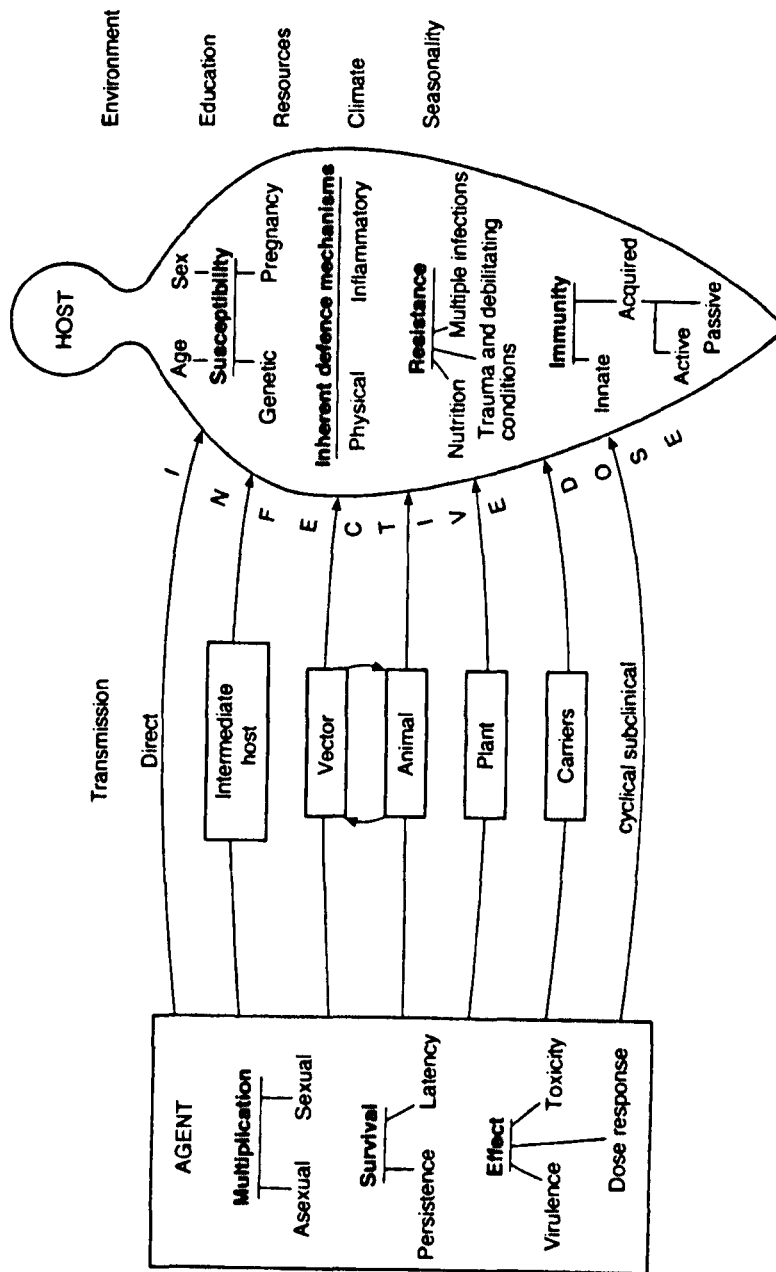 AGENT
Multiplication
Asexual
Sexual
Survival
Persistence
Latency
Effect
Virulence
Toxicity
Dose response
Transmission
Direct
Intermediate
host
Vector
Animal
Plant
Carriers
cyclical subclinical
INFECTIVE DOSE
HOST
Age
Sex
Susceptibility
Genetic
Pregnancy
Inherent defence mechanisms
Physical
Inflammatory
Resistance
Nutrition
Multiple infections
Trauma and debilitating
conditions
Immunity
Innate
Acquired
Active
Passive
Environment
Education
Resources
Climate
Seasonality